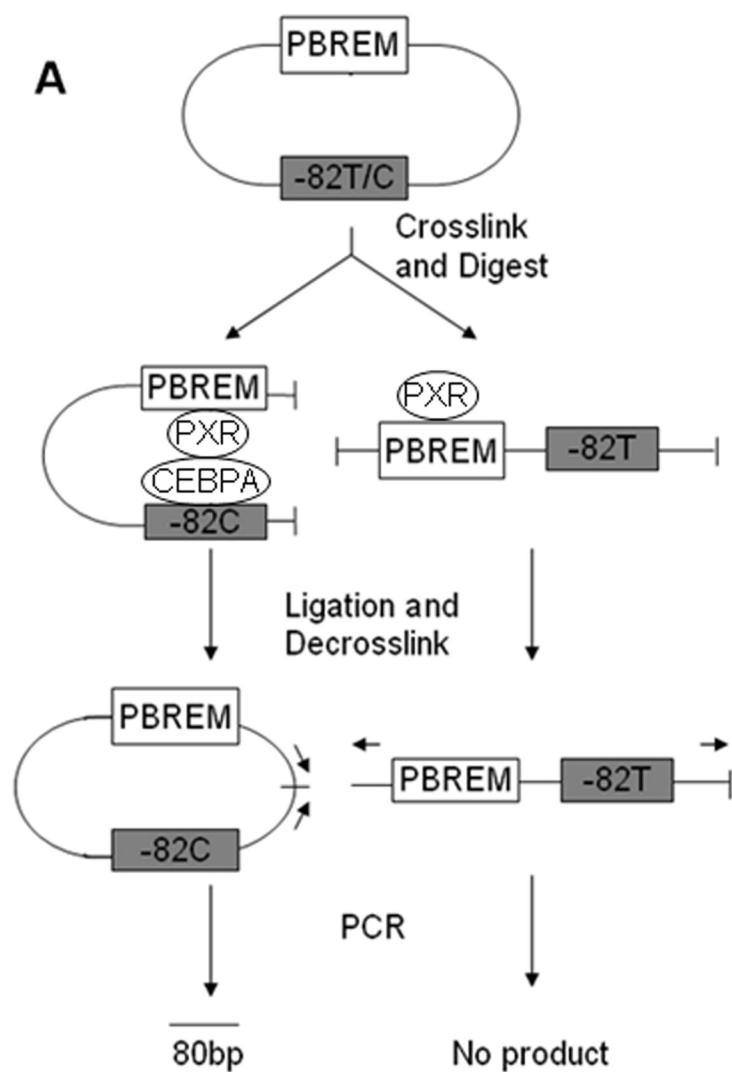 A
PBREM
-82T/C
Crosslink
and Digest
PBREM
PXR
CEBPA
-82C
PXR
PBREM
-82T
Ligation and
Decrosslink
PBREM
-82C
PBREM
-82T
PCR
80bp
No product